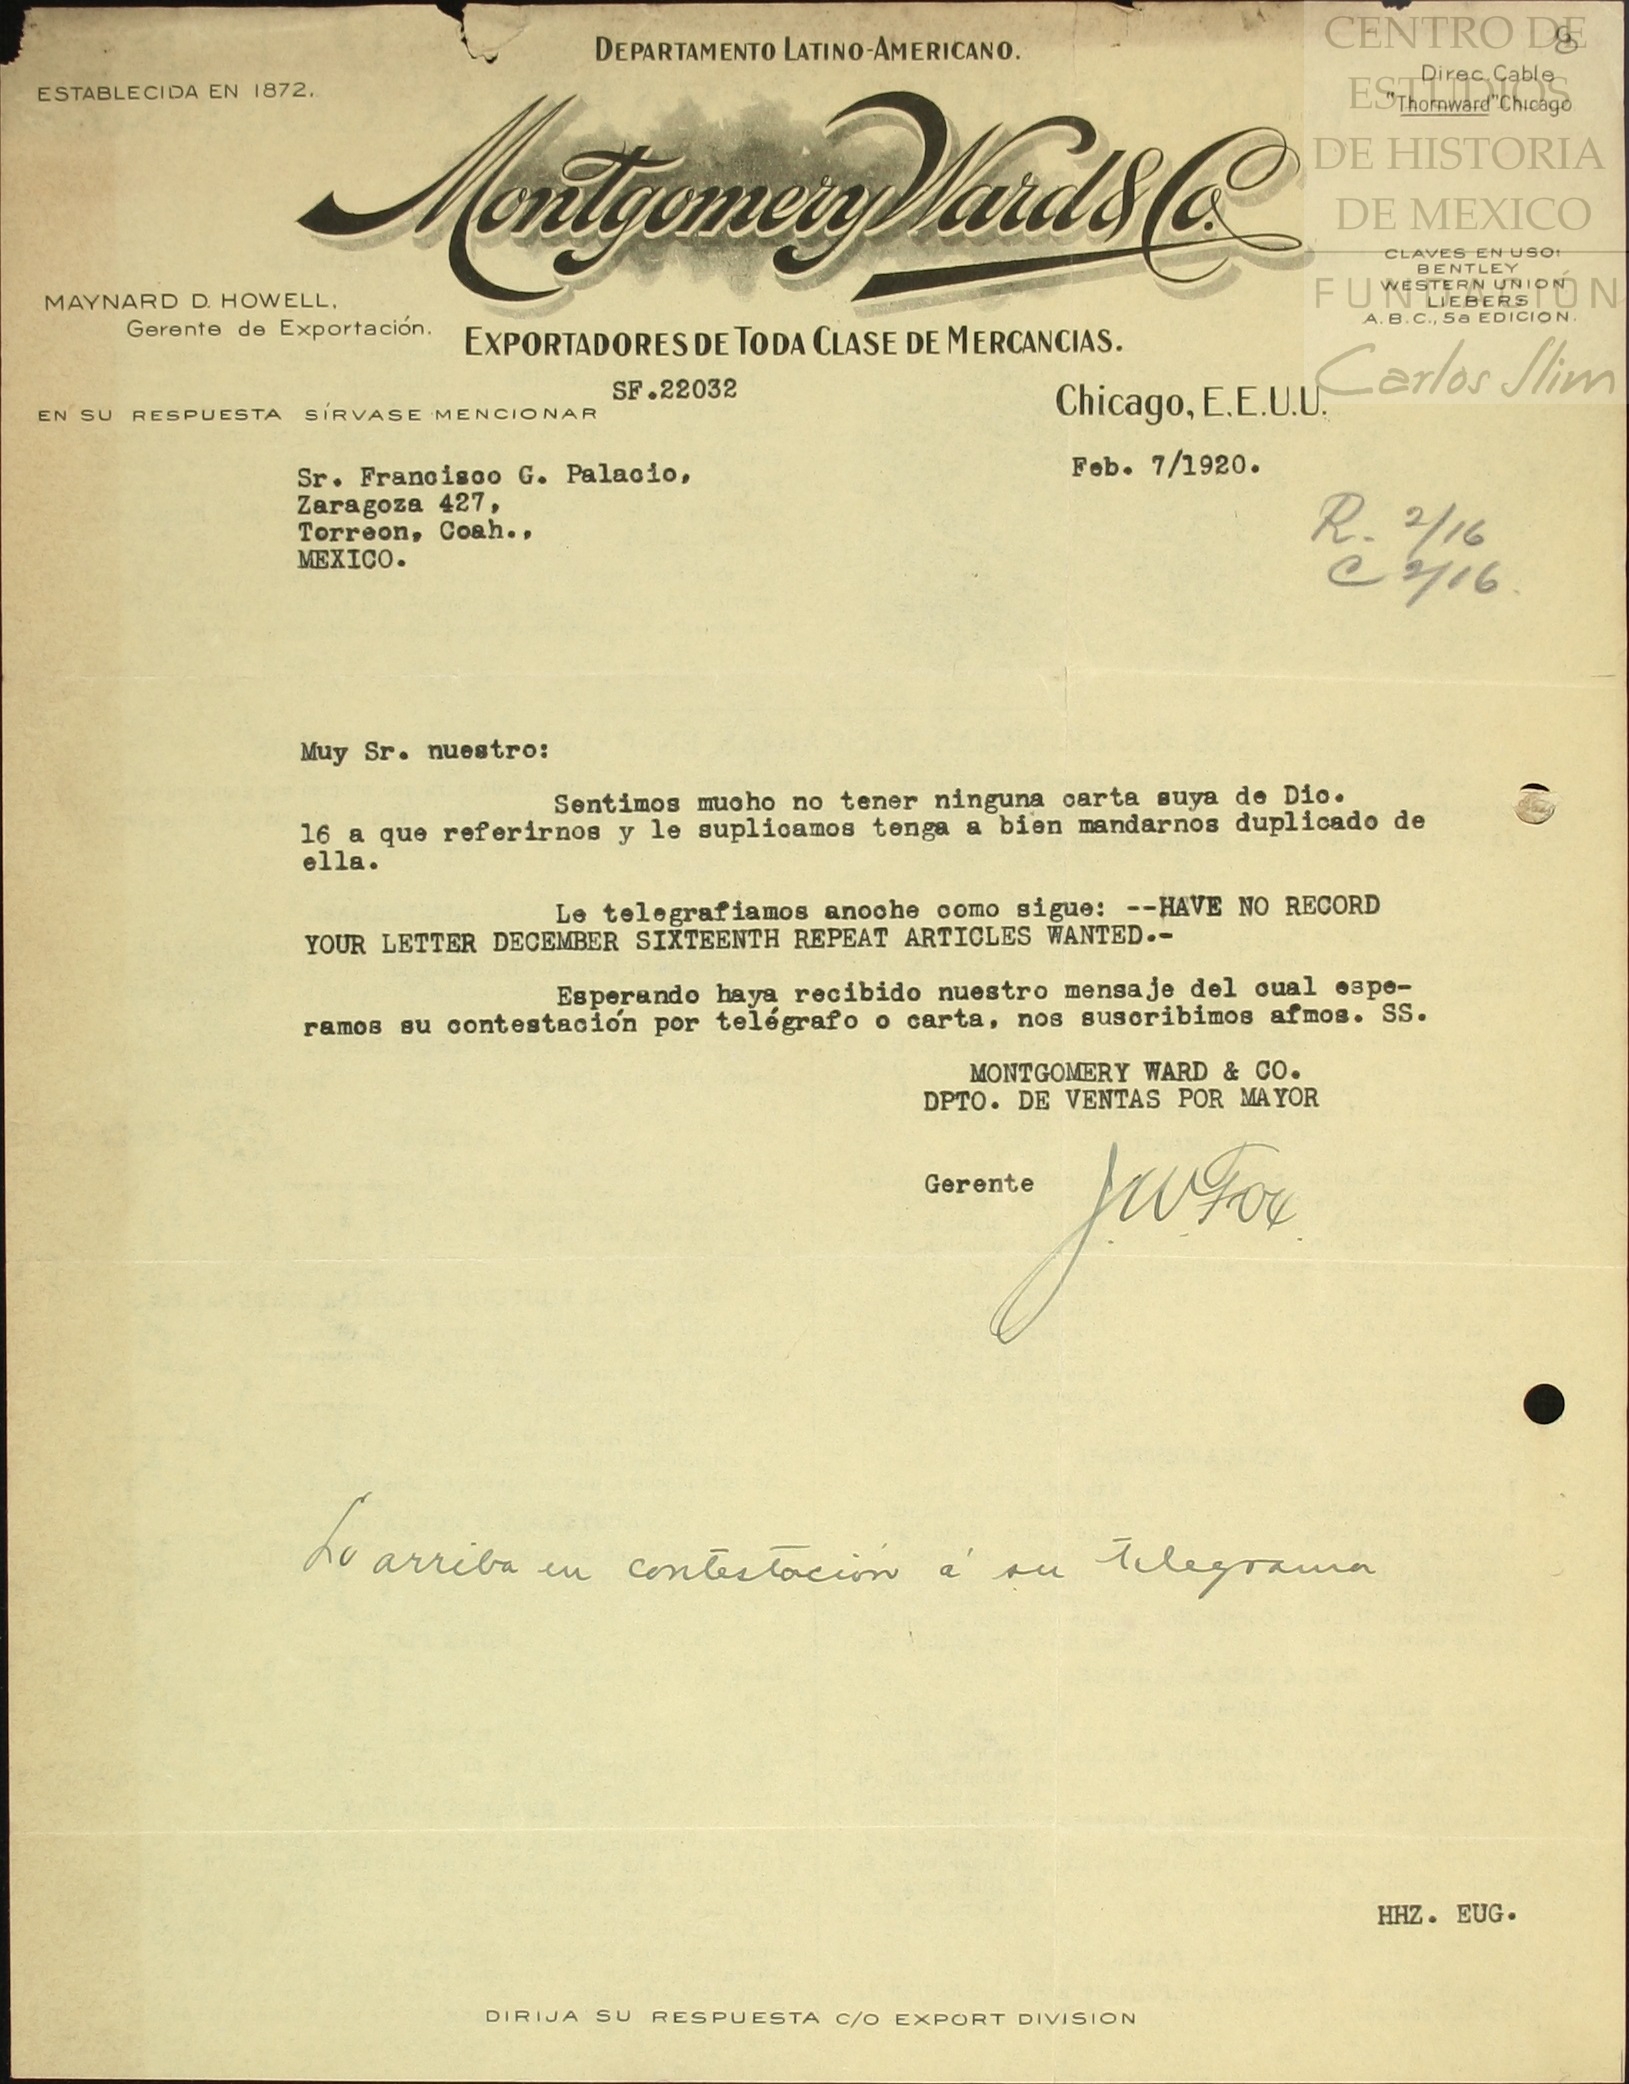 DEPARTAMENTO LATINO-AMERICANO.
ESTABLECIDA EN 1872.
Direc. Cable
"Thornward" Chicago
Montgomery Ward & Co.
CLAVES EN USO:
BENTLEY
WESTERN UNION
LIEBERS
A.B.C., 5a EDICION.
MAYNARD D. HOWELL,
Gerente de Exportación.
EXPORTADORES DE TODA CLASE DE MERCANCIAS.
SF.22032
EN SU RESPUESTA SÍRVASE MENCIONAR
Chicago, E.E.U.U.
CENTRO DE
ESTUDIOS
DE HISTORIA
DE MEXICO
FUNDACIÓN
Carlos Slim
Feb. 7/1920.
R. 2/16
C 2/16.
Sr. Francisco G. Palacio,
Zaragoza 427,
Torreon, Coah.,
MEXICO.
Muy Sr. nuestro:
Sentimos mucho no tener ninguna carta suya de Dic.
16 a que referirnos y le suplicamos tenga a bien mandarnos duplicado de
ella.
Le telegrafiamos anoche como sigue: --HAVE NO RECORD
YOUR LETTER DECEMBER SIXTEENTH REPEAT ARTICLES WANTED.-
Esperando haya recibido nuestro mensaje del cual espe-
ramos su contestación por telégrafo o carta, nos suscribimos afmos. SS.
MONTGOMERY WARD & CO.
DPTO. DE VENTAS POR MAYOR
Gerente J. W. Fox.
Lo arriba en contestación á su telegrama
HHZ. EUG.
DIRIJA SU RESPUESTA C/O EXPORT DIVISION